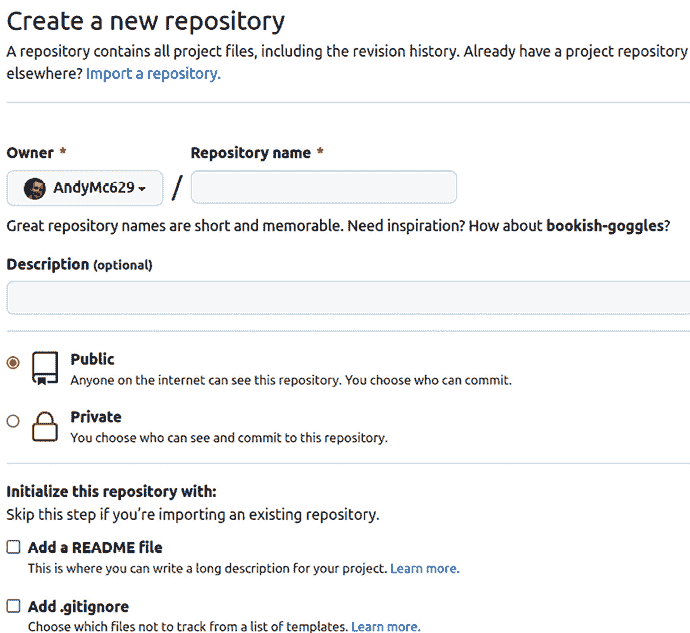 Create a new repository
A repository contains all project files, including the revision history. Already have a project repository
elsewhere? Import a repository.
Owner * Repository name *
AndyMc629 /
Great repository names are short and memorable. Need inspiration? How about bookish-goggles?
Description (optional)
Public
Anyone on the internet can see this repository. You choose who can commit.
Private
You choose who can see and commit to this repository.
Initialize this repository with:
Skip this step if you're importing an existing repository.
Add a README file
This is where you can write a long description for your project. Learn more.
Add .gitignore
Choose which files not to track from a list of templates. Learn more.